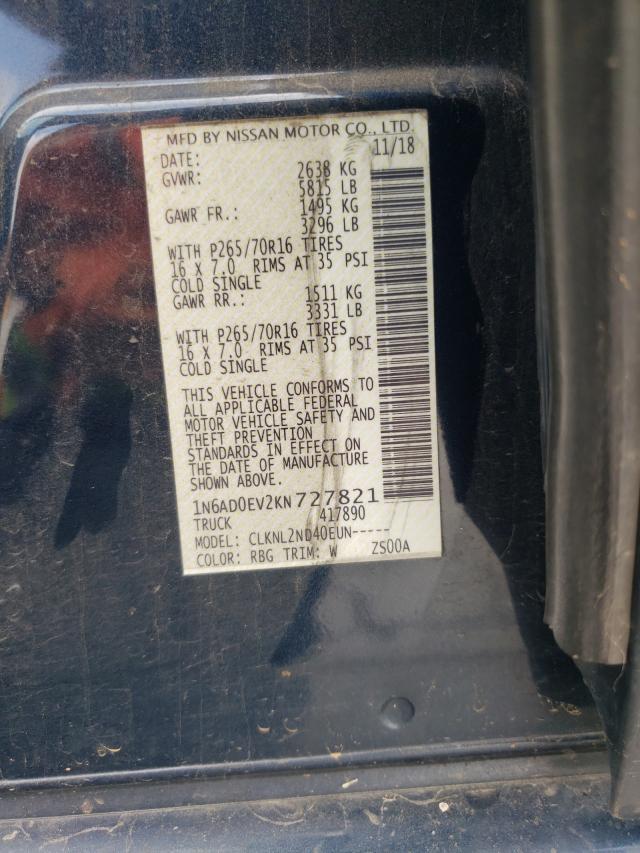 MFD BY NISSAN MOTOR CO., LTD.
DATE: 11/18
GVWR: 2638 KG
5815 LB
GAWR FR.: 1495 KG
3296 LB
WITH P265/70R16 TIRES
16 X 7.0 RIMS AT 35 PSI
COLD SINGLE
GAWR RR.: 1511 KG
3331 LB
WITH P265/70R16 TIRES
16 X 7.0 RIMS AT 35 PSI
COLD SINGLE
THIS VEHICLE CONFORMS TO
ALL APPLICABLE FEDERAL
MOTOR VEHICLE SAFETY AND
THEFT PREVENTION
STANDARDS IN EFFECT ON
THE DATE OF MANUFACTURE
SHOWN ABOVE.
1N6AD0EV2KN727821
TRUCK 417890
MODEL: CLKNL2ND40EUN-----
COLOR: RBG TRIM: W ZS00A